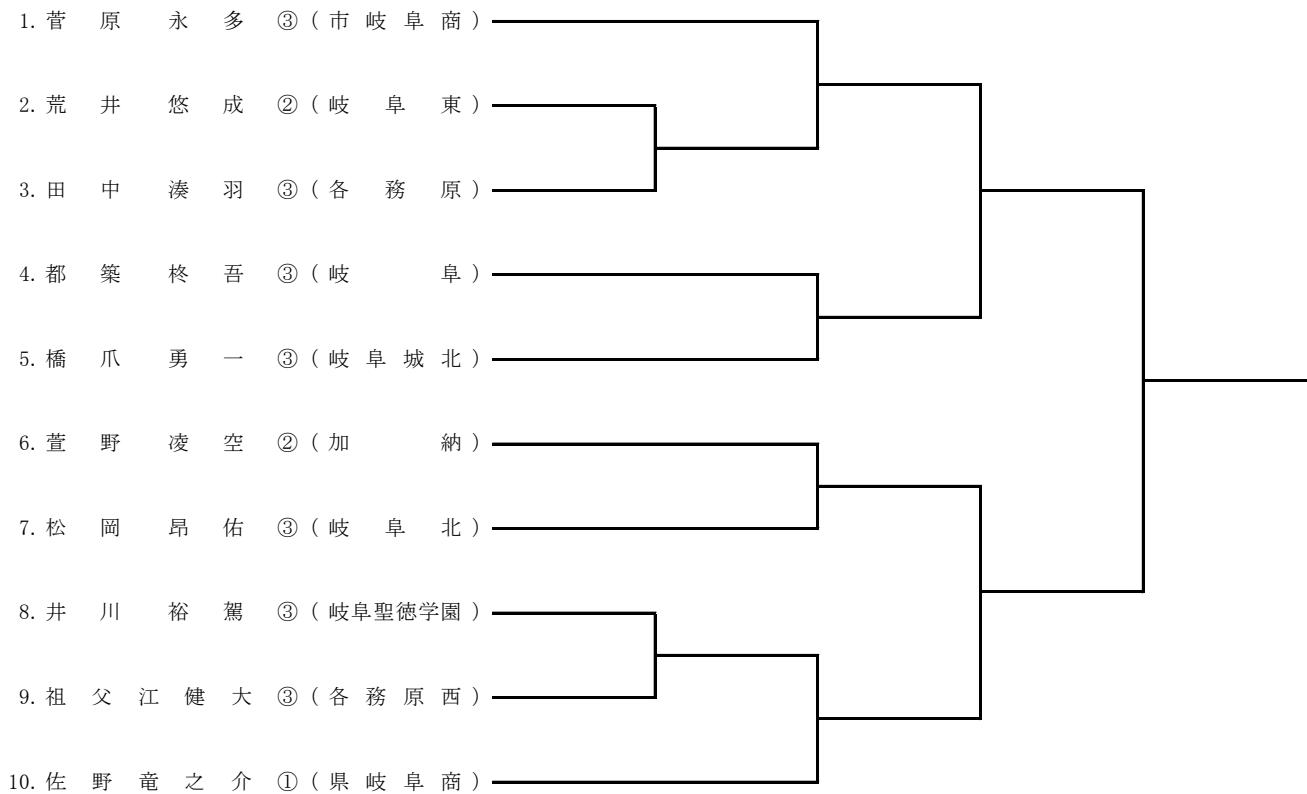 1. 菅原永多 ③ ( 市岐阜商 )
2. 荒井悠成 ② ( 岐阜東 )
3. 田中湊羽 ③ ( 各務原 )
4. 都築柊吾 ③ ( 岐阜 )
5. 橋爪勇一 ③ ( 岐阜城北 )
6. 萱野凌空 ② ( 加納 )
7. 松岡昂佑 ③ ( 岐阜北 )
8. 井川裕駕 ③ ( 岐阜聖徳学園 )
9. 祖父江健大 ③ ( 各務原西 )
10. 佐野竜之介 ① ( 県岐阜商 )